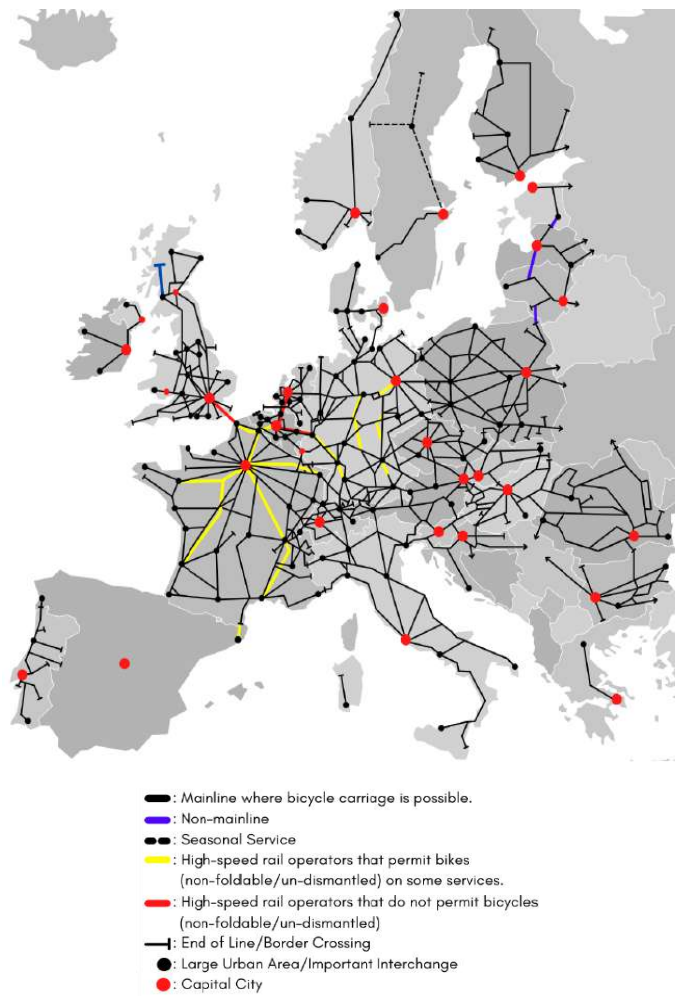 : Mainline where bicycle carriage is possible.
: Non-mainline
: Seasonal Service
: High-speed rail operators that permit bikes
(non-foldable/un-dismantled) on some services.
: High-speed rail operators that do not permit bicycles
(non-foldable/un-dismantled)
: End of Line/Border Crossing
: Large Urban Area/Important Interchange
: Capital City